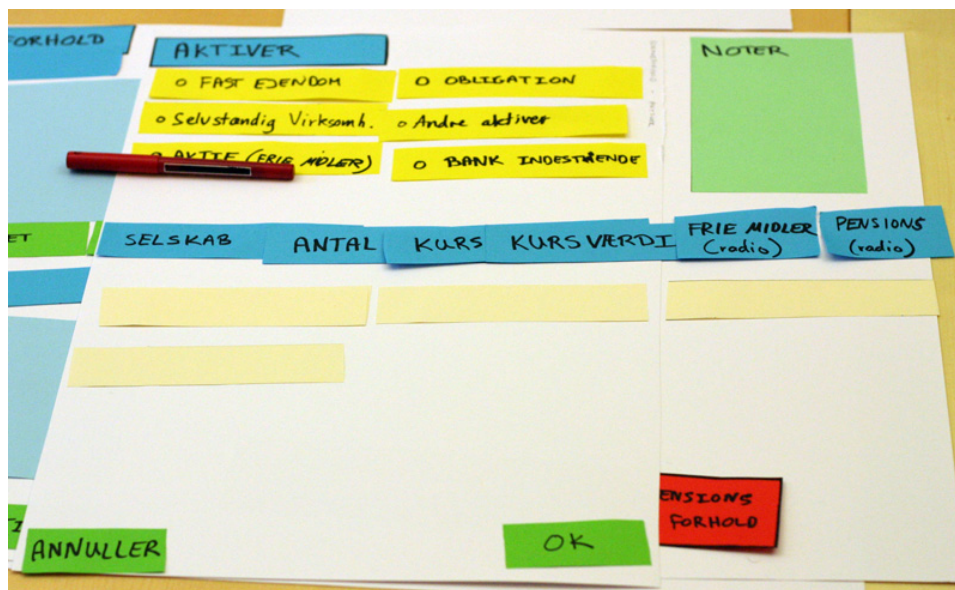 FORHOLD
AKTIVER
NOTER
o FAST EJENDOM
o OBLIGATION
o Selvstændig Virksomh.
o Andre aktiver
o AKTIE (FRIE MIDLER)
o BANK INDESTÅENDE
ET
SELSKAB
ANTAL
KURS
KURSVÆRDI
FRIE MIDLER
(radio)
PENSIONS
(radio)
ENSIONS
FORHOLD
ANNULLER
OK